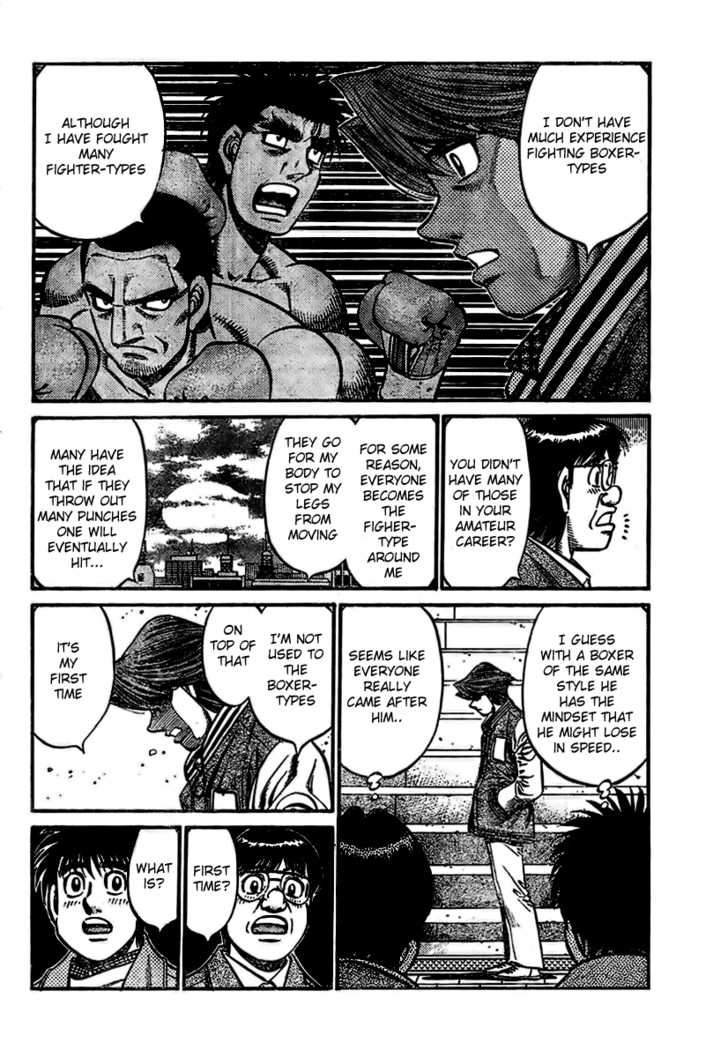 I DON'T HAVE
MUCH EXPERIENCE
FIGHTING BOXER-
TYPES
ALTHOUGH
I HAVE FOUGHT
MANY
FIGHTER-TYPES
YOU DIDN'T
HAVE MANY
OF THOSE
IN YOUR
AMATEUR
CAREER?
FOR SOME
REASON,
EVERYONE
BECOMES
THE
FIGHER-
TYPE
AROUND
ME
THEY GO
FOR MY
BODY TO
STOP MY
LEGS
FROM
MOVING
MANY HAVE
THE IDEA
THAT IF THEY
THROW OUT
MANY PUNCHES
ONE WILL
EVENTUALLY
HIT...
I GUESS
WITH A BOXER
OF THE SAME
STYLE HE
HAS THE
MINDSET THAT
HE MIGHT LOSE
IN SPEED..
SEEMS LIKE
EVERYONE
REALLY
CAME AFTER
HIM..
ON
TOP OF
THAT
I'M NOT
USED TO
THE
BOXER-
TYPES
IT'S
MY
FIRST
TIME
FIRST
TIME?
WHAT
IS?